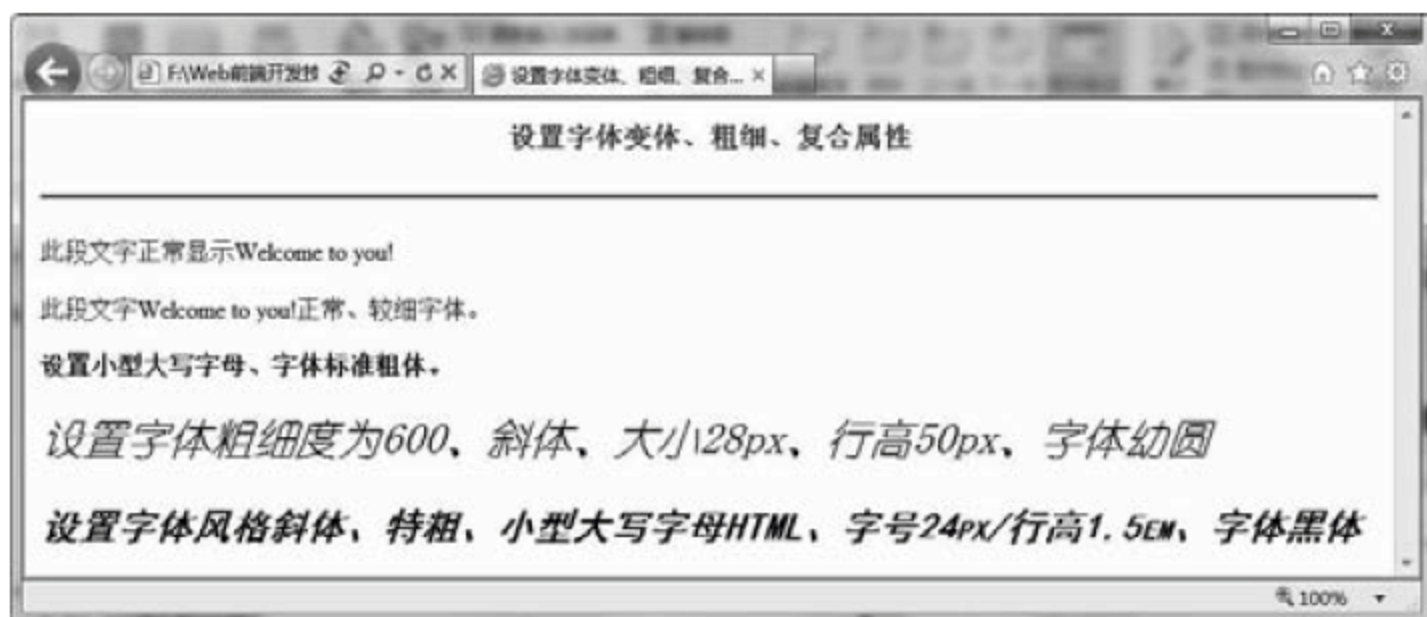 F:\Web前端开发技
设置字体变体、粗细、复合... ×
设置字体变体、粗细、复合属性
此段文字正常显示Welcome to you!
此段文字Welcome to you!正常、较细字体。
设置小型大写字母、字体标准粗体。
设置字体粗细度为600、斜体、大小28px、行高50px、字体幼圆
设置字体风格斜体、特粗、小型大写字母HTML、字号24PX/行高1.5EM、字体黑体
100%